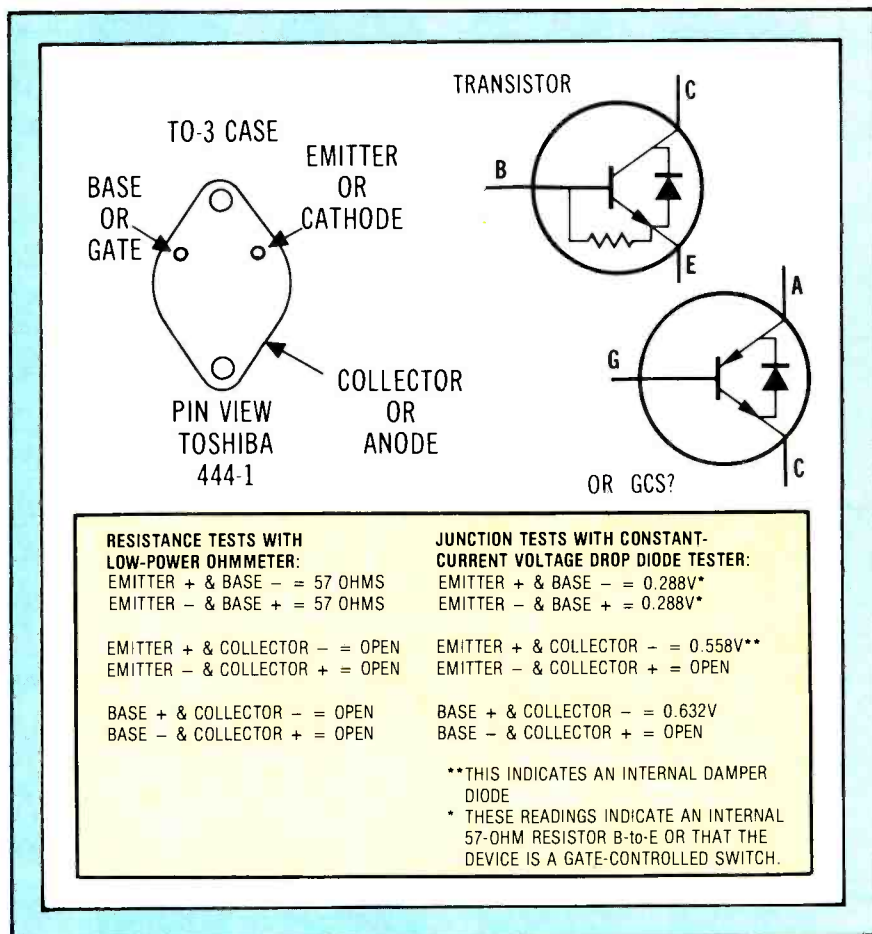 TO-3 CASE
BASE
OR
GATE
EMITTER
OR
CATHODE
COLLECTOR
OR
ANODE
PIN VIEW
TOSHIBA
444-1
TRANSISTOR
C
B
E
A
G
C
OR GCS?
RESISTANCE TESTS WITH
LOW-POWER OHMMETER:
EMITTER + & BASE − = 57 OHMS
EMITTER − & BASE + = 57 OHMS
EMITTER + & COLLECTOR − = OPEN
EMITTER − & COLLECTOR + = OPEN
BASE + & COLLECTOR − = OPEN
BASE − & COLLECTOR + = OPEN
JUNCTION TESTS WITH CONSTANT-
CURRENT VOLTAGE DROP DIODE TESTER:
EMITTER + & BASE − = 0.288V*
EMITTER − & BASE + = 0.288V*
EMITTER + & COLLECTOR − = 0.558V**
EMITTER − & COLLECTOR + = OPEN
BASE + & COLLECTOR − = 0.632V
BASE − & COLLECTOR + = OPEN
**THIS INDICATES AN INTERNAL DAMPER
DIODE
* THESE READINGS INDICATE AN INTERNAL
57-OHM RESISTOR B-to-E OR THAT THE
DEVICE IS A GATE-CONTROLLED SWITCH.